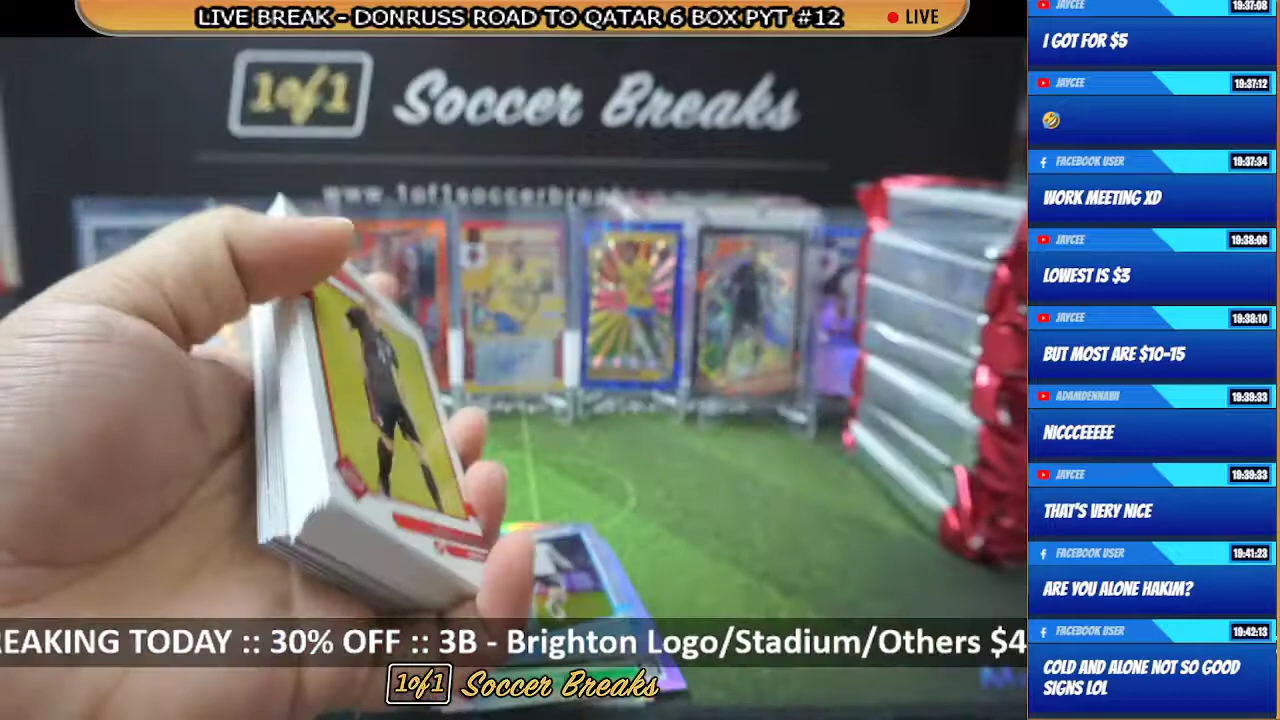 LIVE BREAK - DONRUSS ROAD TO QATAR 6 BOX PYT #12
LIVE
1of1 Soccer Breaks
www.1of1soccerbreaks
REAKING TODAY :: 30% OFF :: 3B - Brighton Logo/Stadium/Others $4
1of1 Soccer Breaks
JAYCEE 19:37:08
I GOT FOR $5
JAYCEE 19:37:12
FACEBOOK USER 19:37:34
WORK MEETING XD
JAYCEE 19:38:06
LOWEST IS $3
JAYCEE 19:38:10
BUT MOST ARE $10-15
ADAMDENNAWI 19:39:33
NICCCEEEEE
JAYCEE 19:39:33
THAT'S VERY NICE
FACEBOOK USER 19:41:23
ARE YOU ALONE HAKIM?
FACEBOOK USER 19:42:13
COLD AND ALONE NOT SO GOOD
SIGNS LOL